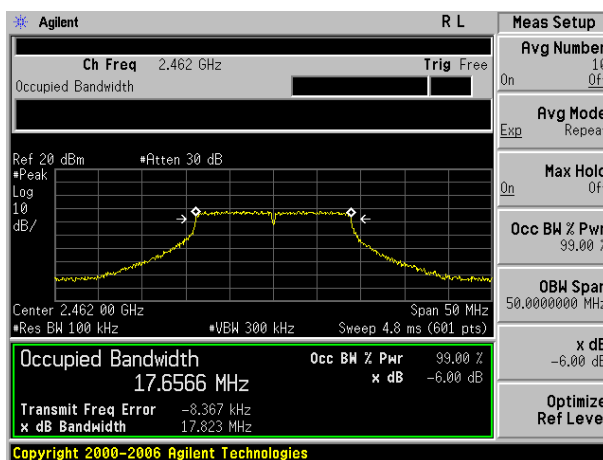 Agilent R L Meas Setup
Ch Freq 2.462 GHz Trig Free
Occupied Bandwidth
Avg Number
10
On Off
Avg Mode
Exp Repeat
Max Hold
On Off
Occ BW % Pwr
99.00 %
OBW Span
50.0000000 MHz
x dB
-6.00 dB
Optimize
Ref Level
Ref 20 dBm #Atten 30 dB
#Peak
Log
10
dB/
Center 2.462 00 GHz Span 50 MHz
#Res BW 100 kHz #VBW 300 kHz Sweep 4.8 ms (601 pts)
Occupied Bandwidth Occ BW % Pwr 99.00 %
17.6566 MHz x dB -6.00 dB
Transmit Freq Error -8.367 kHz
x dB Bandwidth 17.823 MHz
Copyright 2000-2006 Agilent Technologies